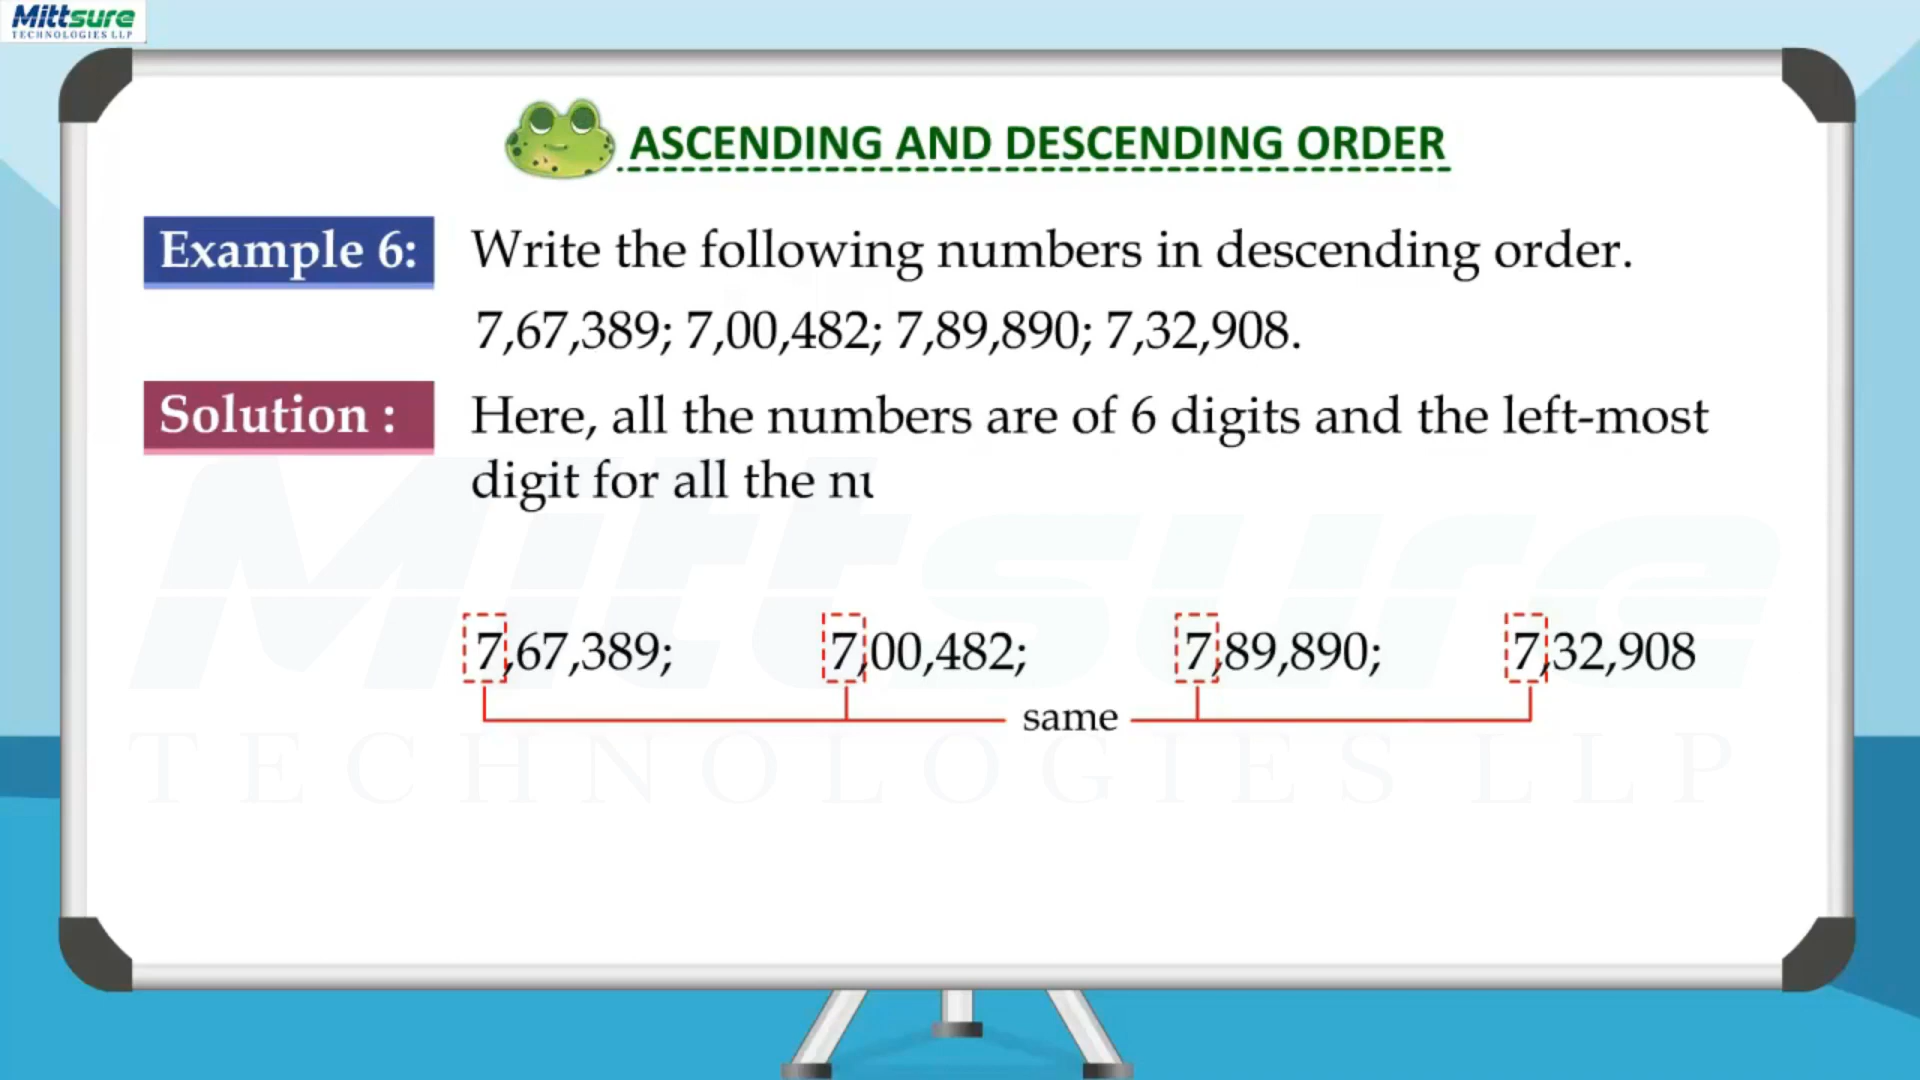 Mittsure
TECHNOLOGIES LLP
ASCENDING AND DESCENDING ORDER
Example 6: Write the following numbers in descending order.
7,67,389; 7,00,482; 7,89,890; 7,32,908.
Solution : Here, all the numbers are of 6 digits and the left-most
digit for all the
7,67,389; 7,00,482; 7,89,890; 7,32,908
same
Mittsure
TECHNOLOGIES LLP